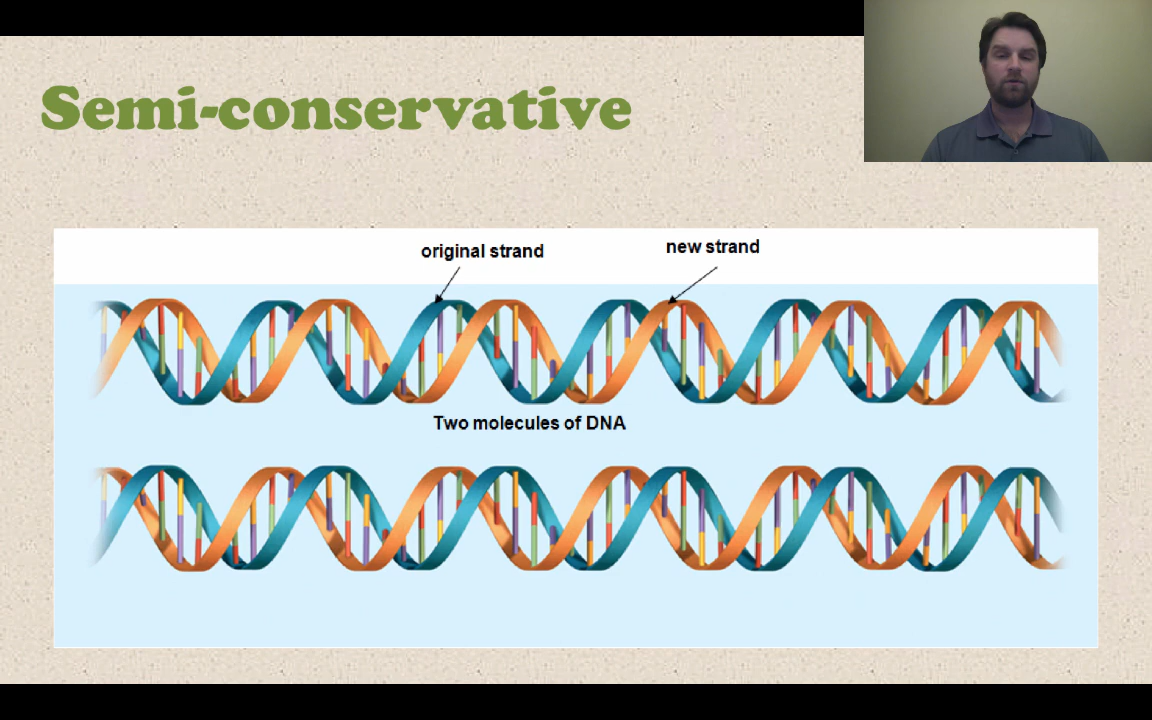 Semi-conservative
original strand
new strand
Two molecules of DNA